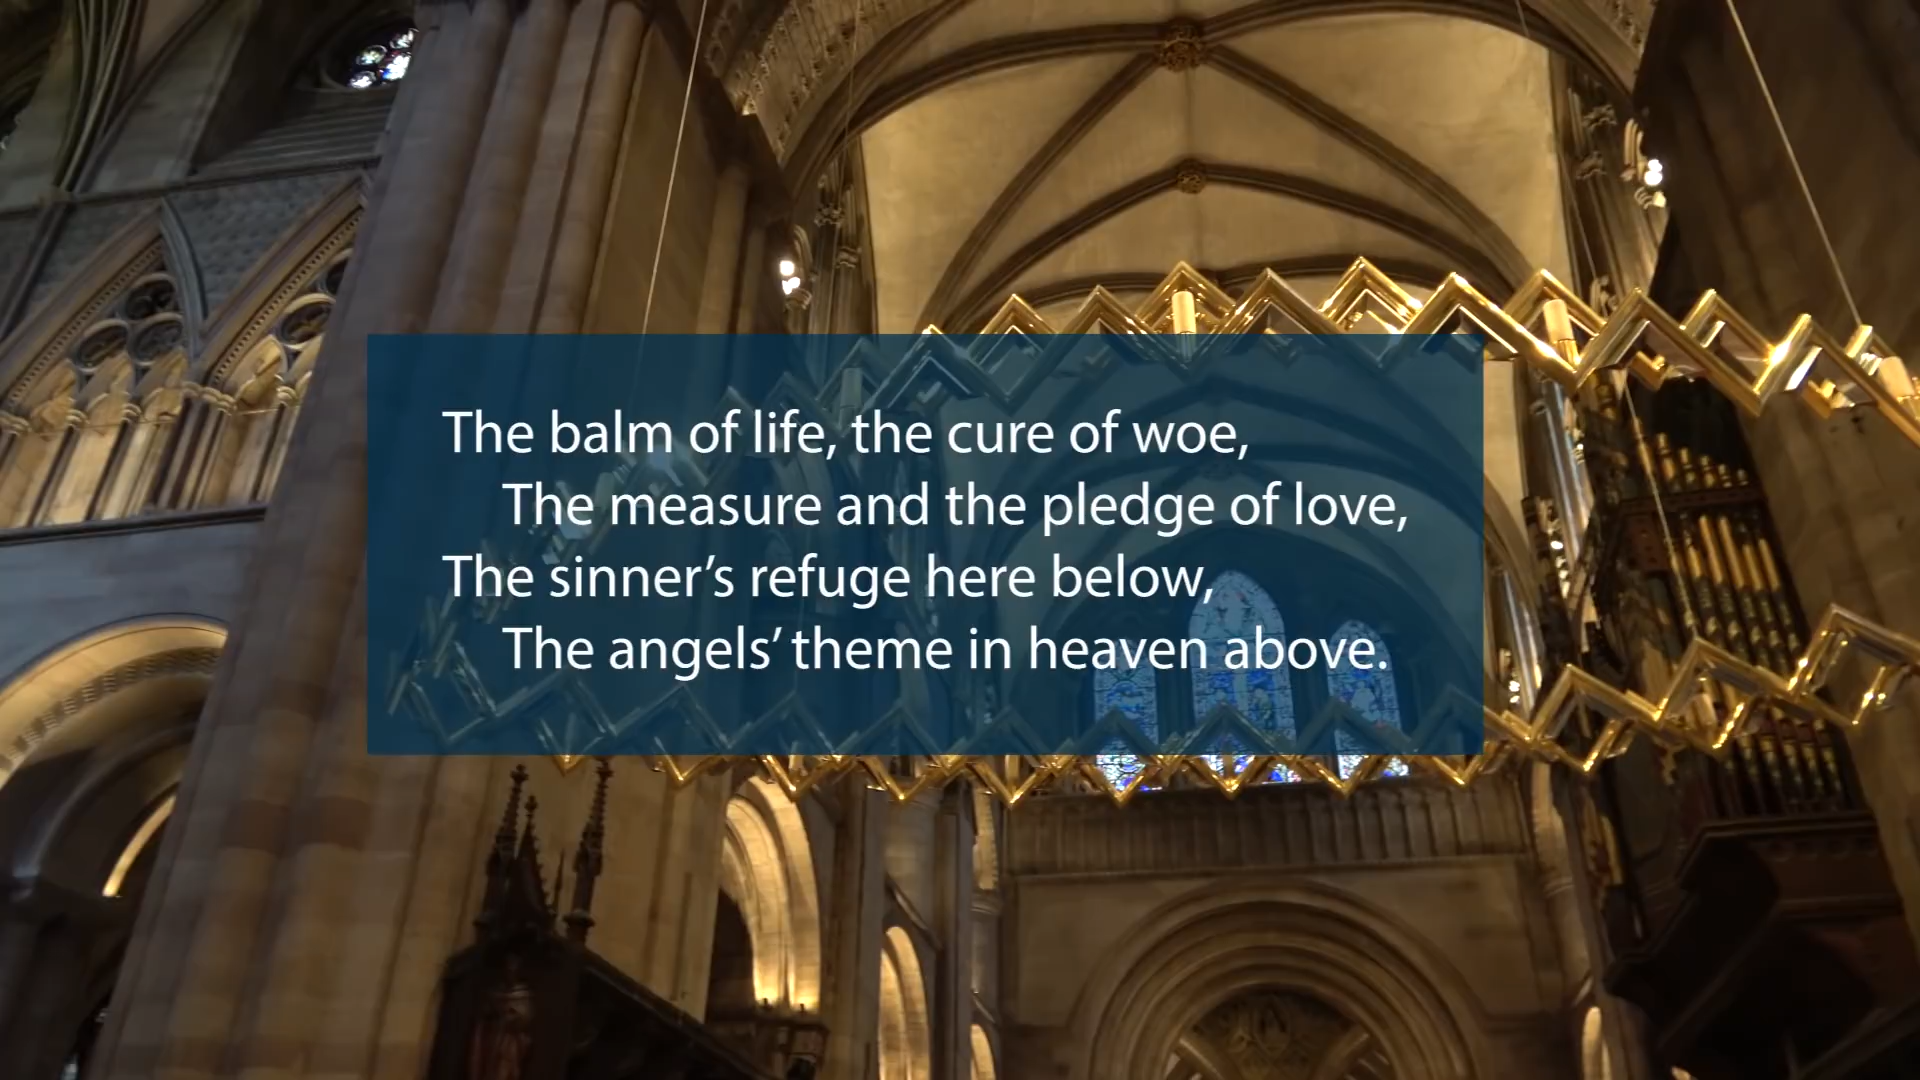 The balm of life, the cure of woe,
The measure and the pledge of love,
The sinner’s refuge here below,
The angels’ theme in heaven above.